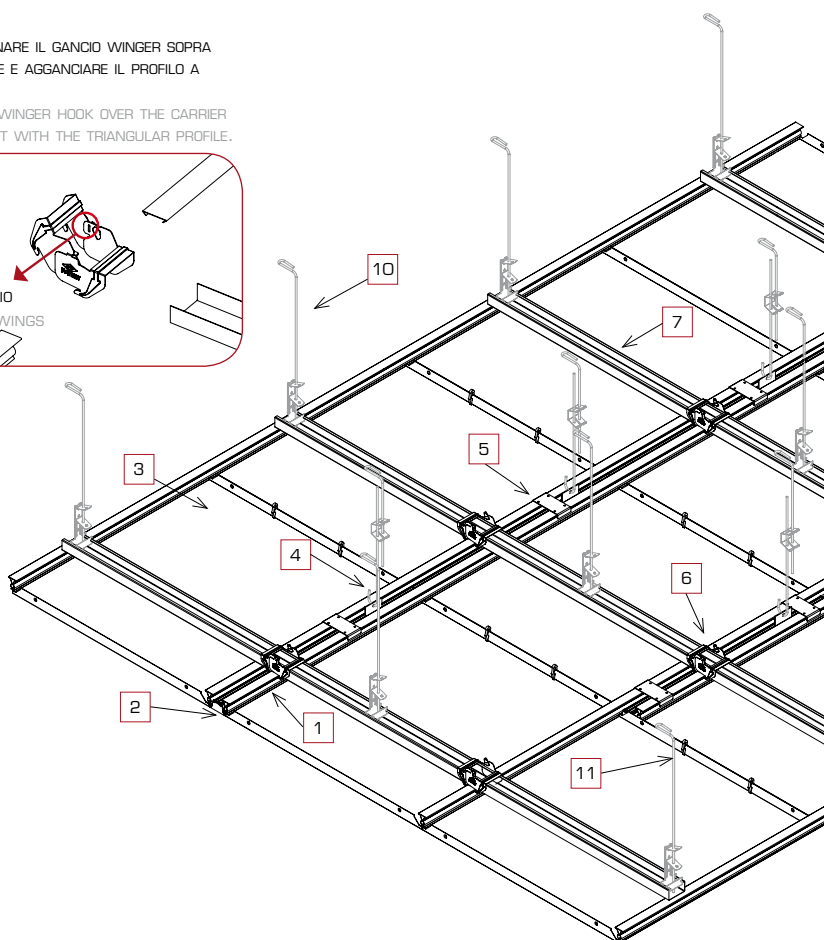 NARE IL GANCIO WINGER SOPRA
E E AGGANCIARE IL PROFILO A
WINGER HOOK OVER THE CARRIER
T WITH THE TRIANGULAR PROFILE.
IO
WINGS
10
7
5
3
4
6
2
1
11